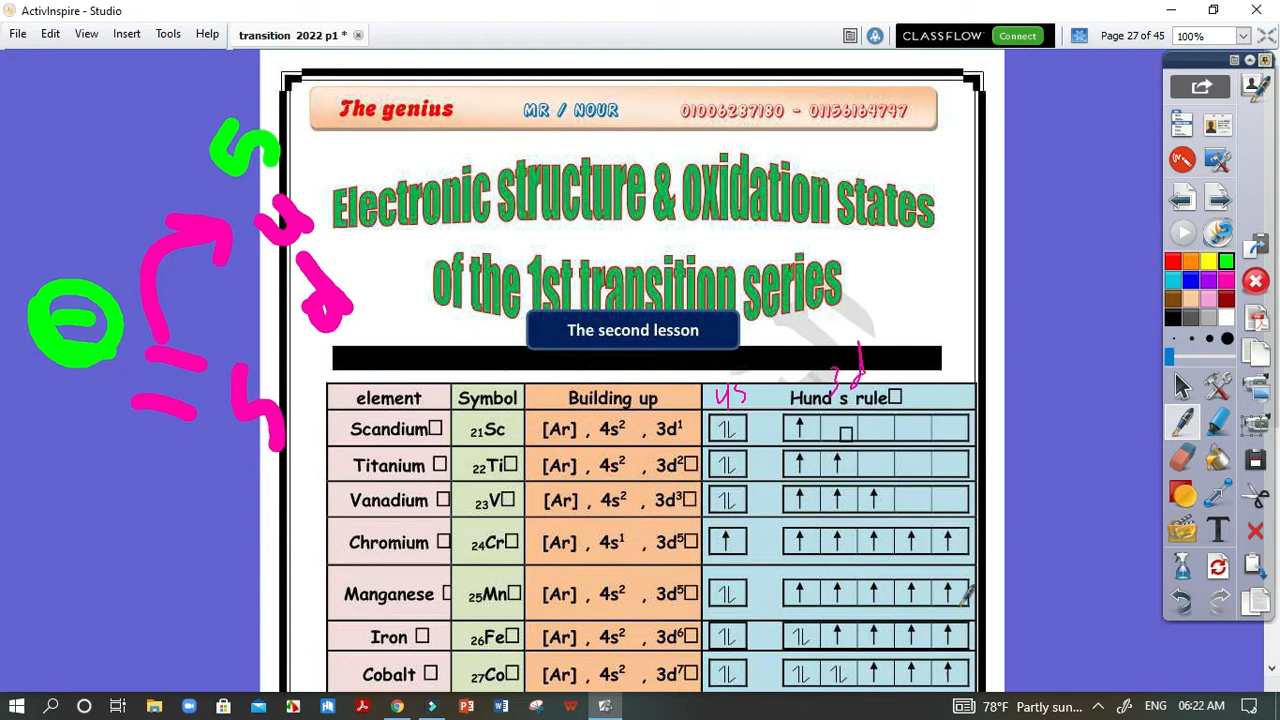 ActivInspire - Studio
File Edit View Insert Tools Help
transition 2022 p1 *
CLASSFLOW Connect
Page 27 of 45
100%
The genius MR / NOUR 01006287180 - 01156164747
Electronic structure & oxidation states
of the 1st transition series
The second lesson
4s 3d
element Symbol Building up Hund s rule
Scandium 21Sc [Ar] , 4s2 , 3d1
Titanium 22Ti [Ar] , 4s2 , 3d2
Vanadium 23V [Ar] , 4s2 , 3d3
Chromium 24Cr [Ar] , 4s1 , 3d5
Manganese 25Mn [Ar] , 4s2 , 3d5
Iron 26Fe [Ar] , 4s2 , 3d6
Cobalt 27Co [Ar] , 4s2 , 3d7
78°F Partly sun...
ENG 06:22 AM